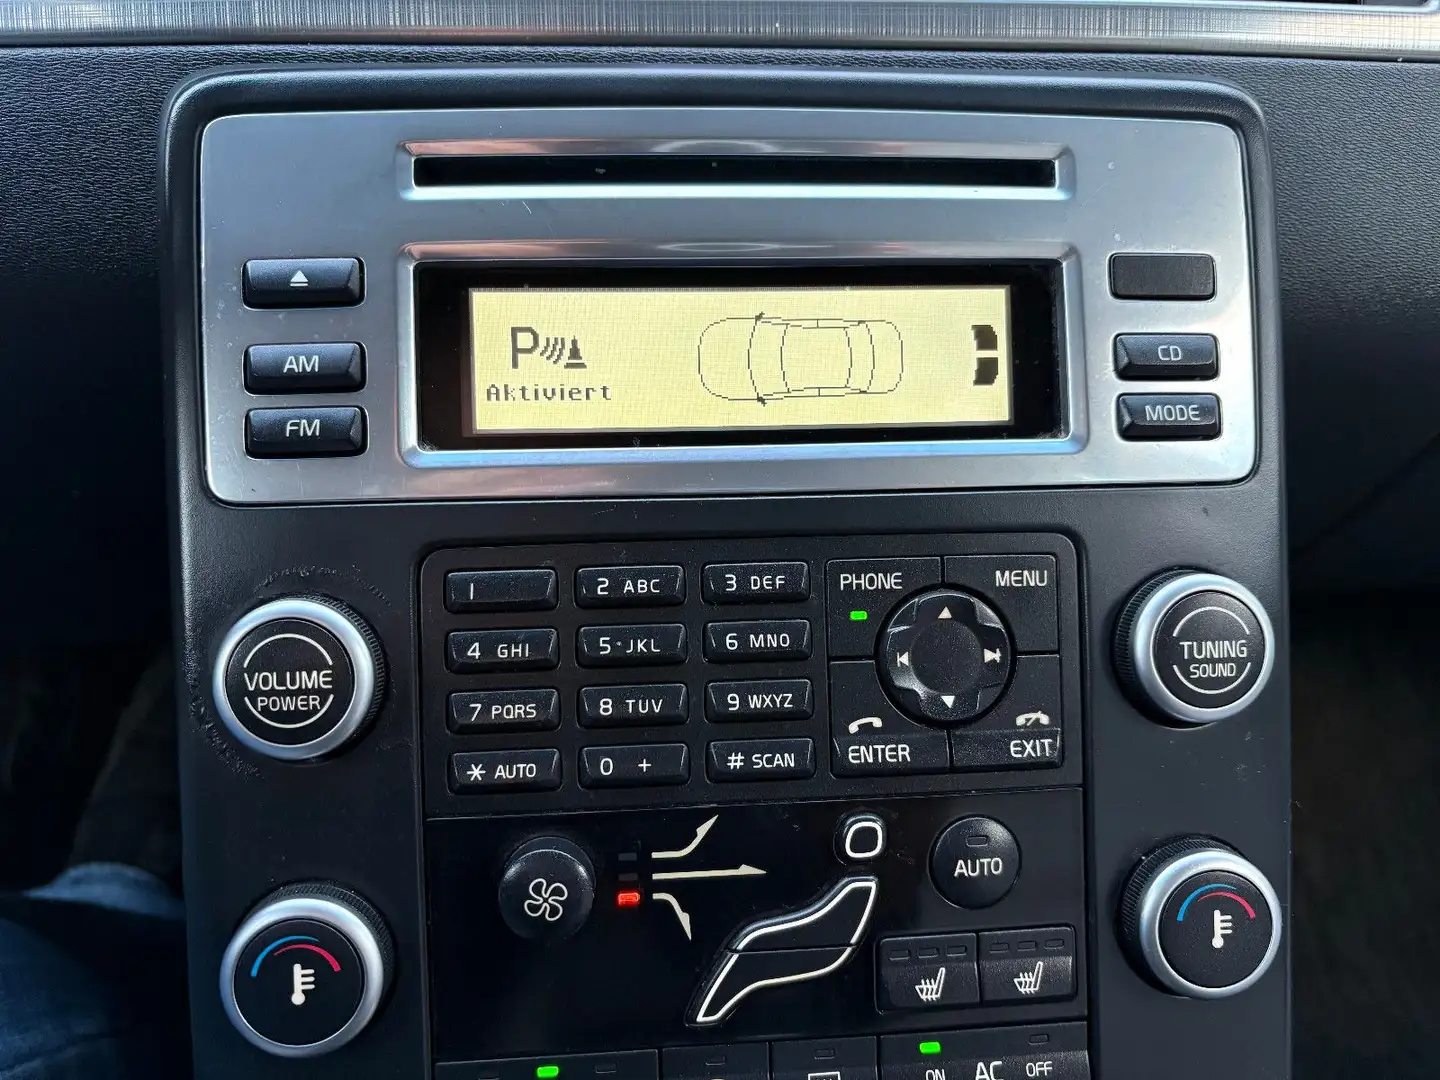 P
Aktiviert
AM
FM
CD
MODE
VOLUME
POWER
1
2 ABC
3 DEF
4 GHI
5 JKL
6 MNO
7 PQRS
8 TUV
9 WXYZ
* AUTO
0 +
# SCAN
PHONE
MENU
ENTER
EXIT
TUNING
SOUND
AUTO
ON AC OFF